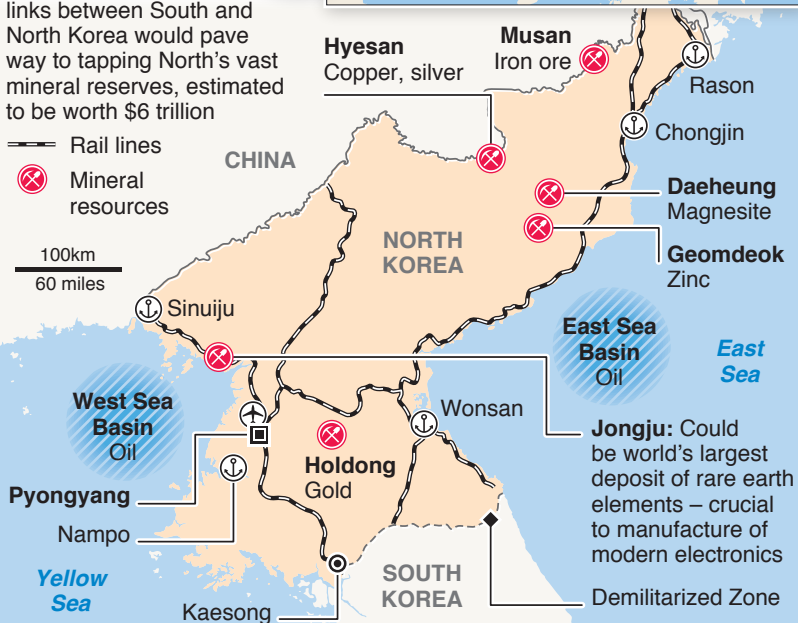 links between South and
North Korea would pave
way to tapping North's vast
mineral reserves, estimated
to be worth $6 trillion
Rail lines
Mineral
resources
100km
60 miles
CHINA
Hyesan
Copper, silver
Musan
Iron ore
Rason
Chongjin
Daeheung
Magnesite
Geomdeok
Zinc
NORTH
KOREA
Sinuiju
East Sea
Basin
Oil
East
Sea
West Sea
Basin
Oil
Wonsan
Holdong
Gold
Jongju: Could
be world's largest
deposit of rare earth
elements – crucial
to manufacture of
modern electronics
Pyongyang
Nampo
Yellow
Sea
Kaesong
SOUTH
KOREA
Demilitarized Zone